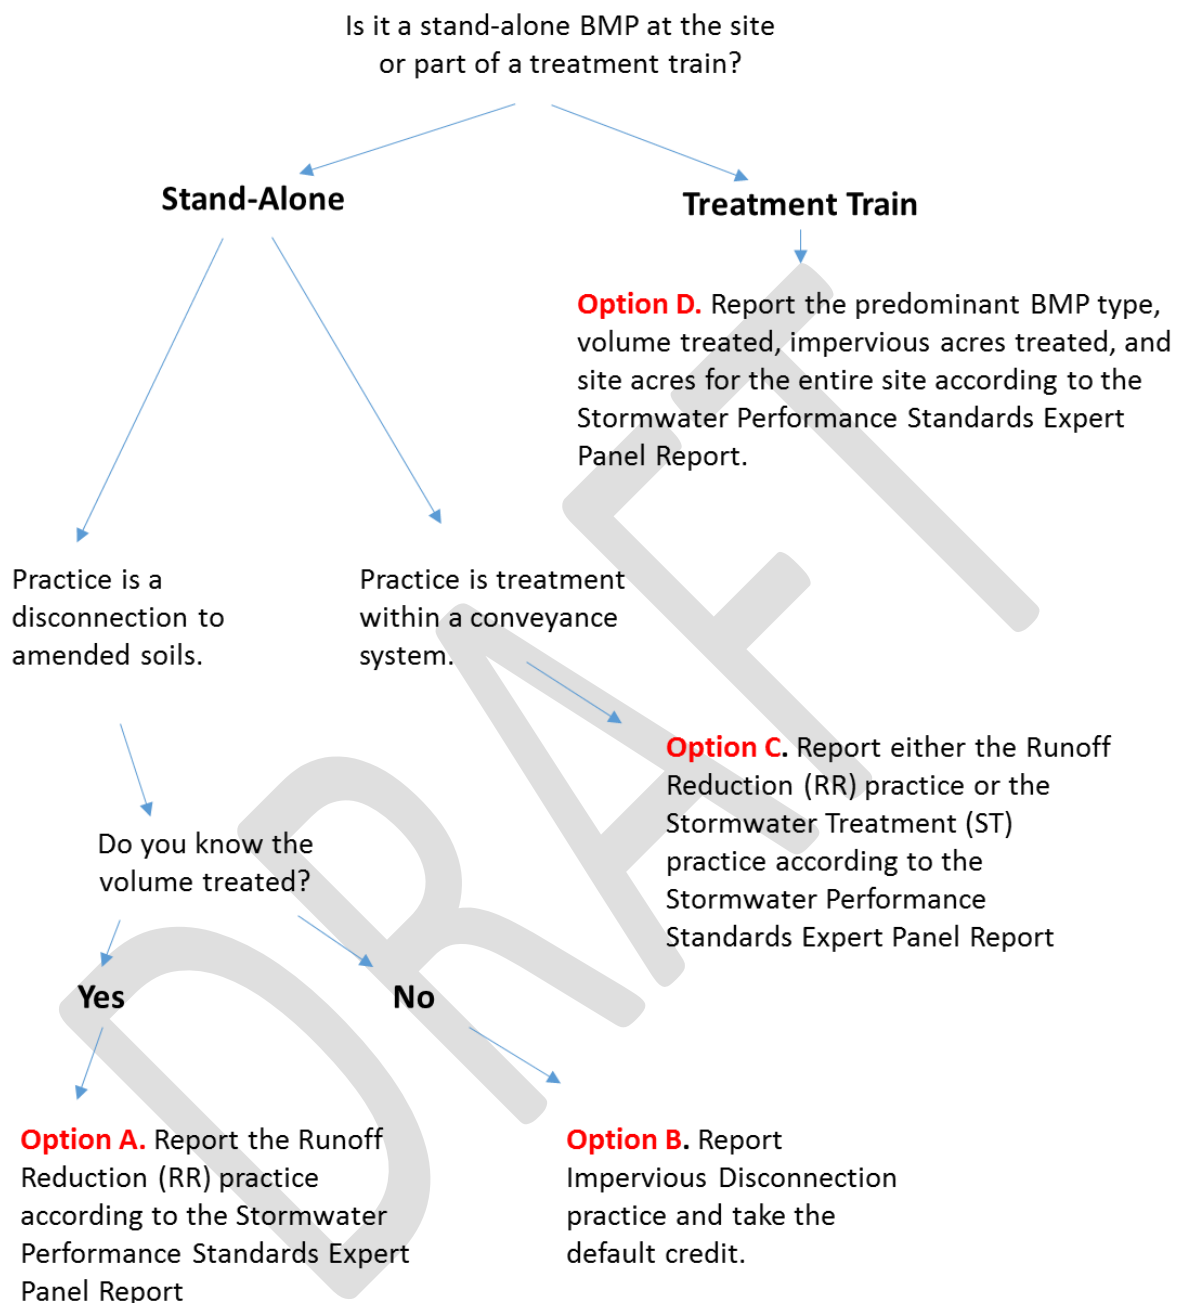 Is it a stand-alone BMP at the site
or part of a treatment train?
Stand-Alone
Treatment Train
Option D. Report the predominant BMP type,
volume treated, impervious acres treated, and
site acres for the entire site according to the
Stormwater Performance Standards Expert
Panel Report.
Practice is a
disconnection to
amended soils.
Practice is treatment
within a conveyance
system.
Option C. Report either the Runoff
Reduction (RR) practice or the
Stormwater Treatment (ST)
practice according to the
Stormwater Performance
Standards Expert Panel Report
Do you know the
volume treated?
Yes
No
Option A. Report the Runoff
Reduction (RR) practice
according to the Stormwater
Performance Standards Expert
Panel Report
Option B. Report
Impervious Disconnection
practice and take the
default credit.
DRAFT